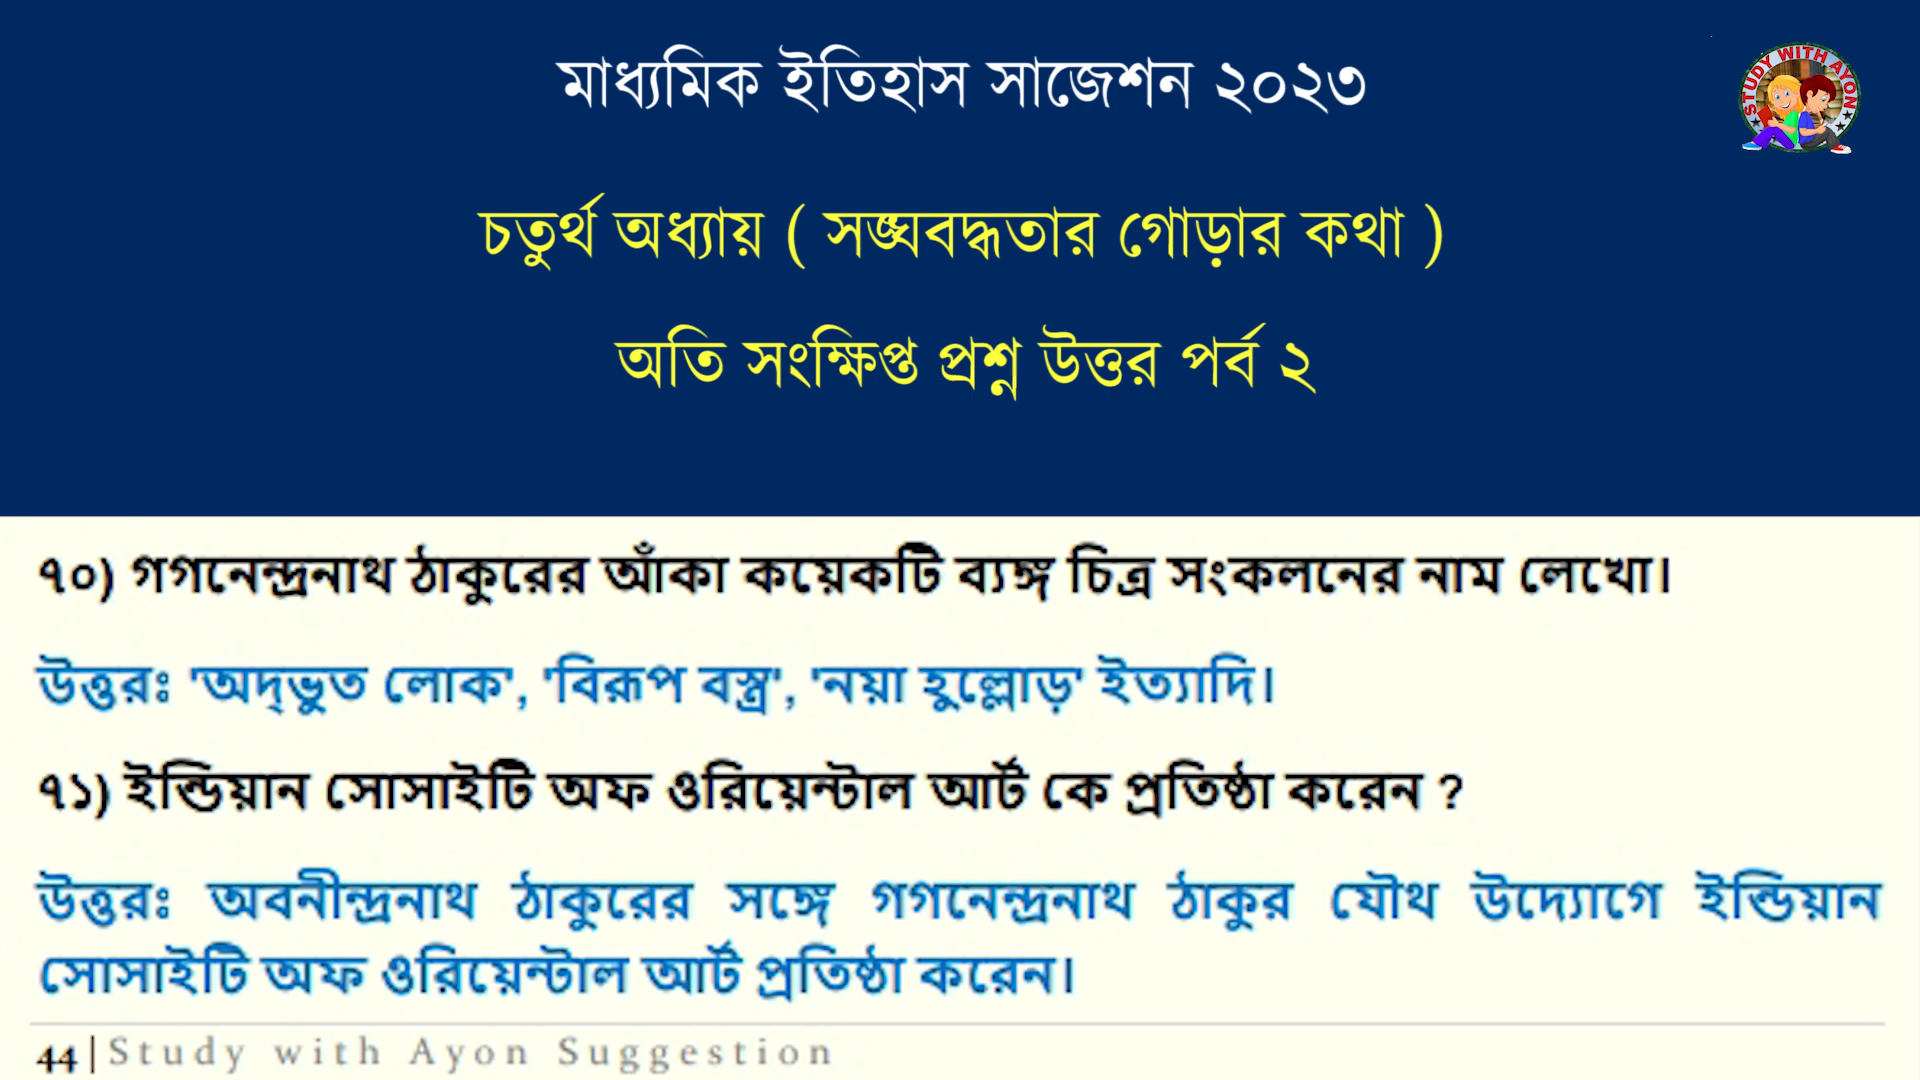 মাধ্যমিক ইতিহাস সাজেশন ২০২৩
STUDY WITH AYON
চতুর্থ অধ্যায় ( সঙ্ঘবদ্ধতার গোড়ার কথা )
অতি সংক্ষিপ্ত প্রশ্ন উত্তর পর্ব ২
৭০) গগনেন্দ্রনাথ ঠাকুরের আঁকা কয়েকটি ব্যঙ্গ চিত্র সংকলনের নাম লেখো।
উত্তরঃ 'অদ্‌ভুত লোক', 'বিরূপ বস্ত্র', 'নয়া হুল্লোড়' ইত্যাদি।
৭১) ইন্ডিয়ান সোসাইটি অফ ওরিয়েন্টাল আর্ট কে প্রতিষ্ঠা করেন ?
উত্তরঃ অবনীন্দ্রনাথ ঠাকুরের সঙ্গে গগনেন্দ্রনাথ ঠাকুর যৌথ উদ্যোগে ইন্ডিয়ান
সোসাইটি অফ ওরিয়েন্টাল আর্ট প্রতিষ্ঠা করেন।
44 | Study with Ayon Suggestion